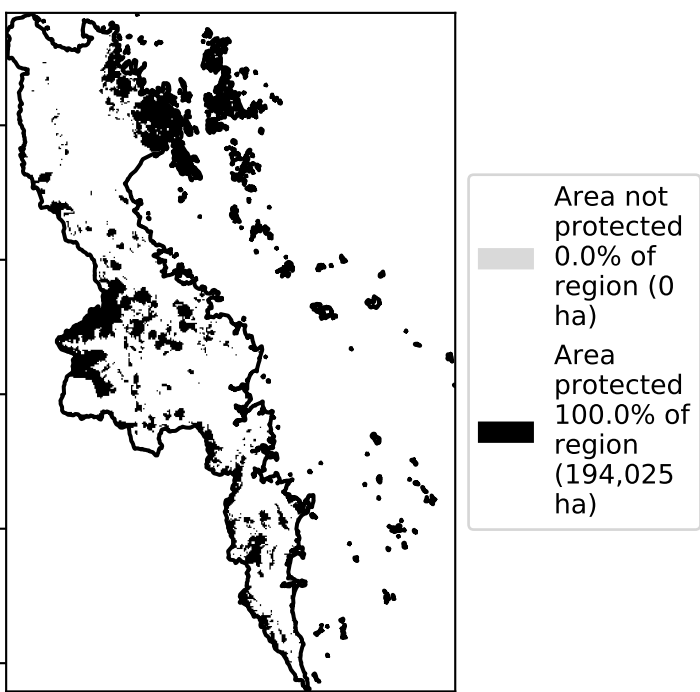 Area not
protected
0.0% of
region (0
ha)
Area
protected
100.0% of
region
(194,025
ha)